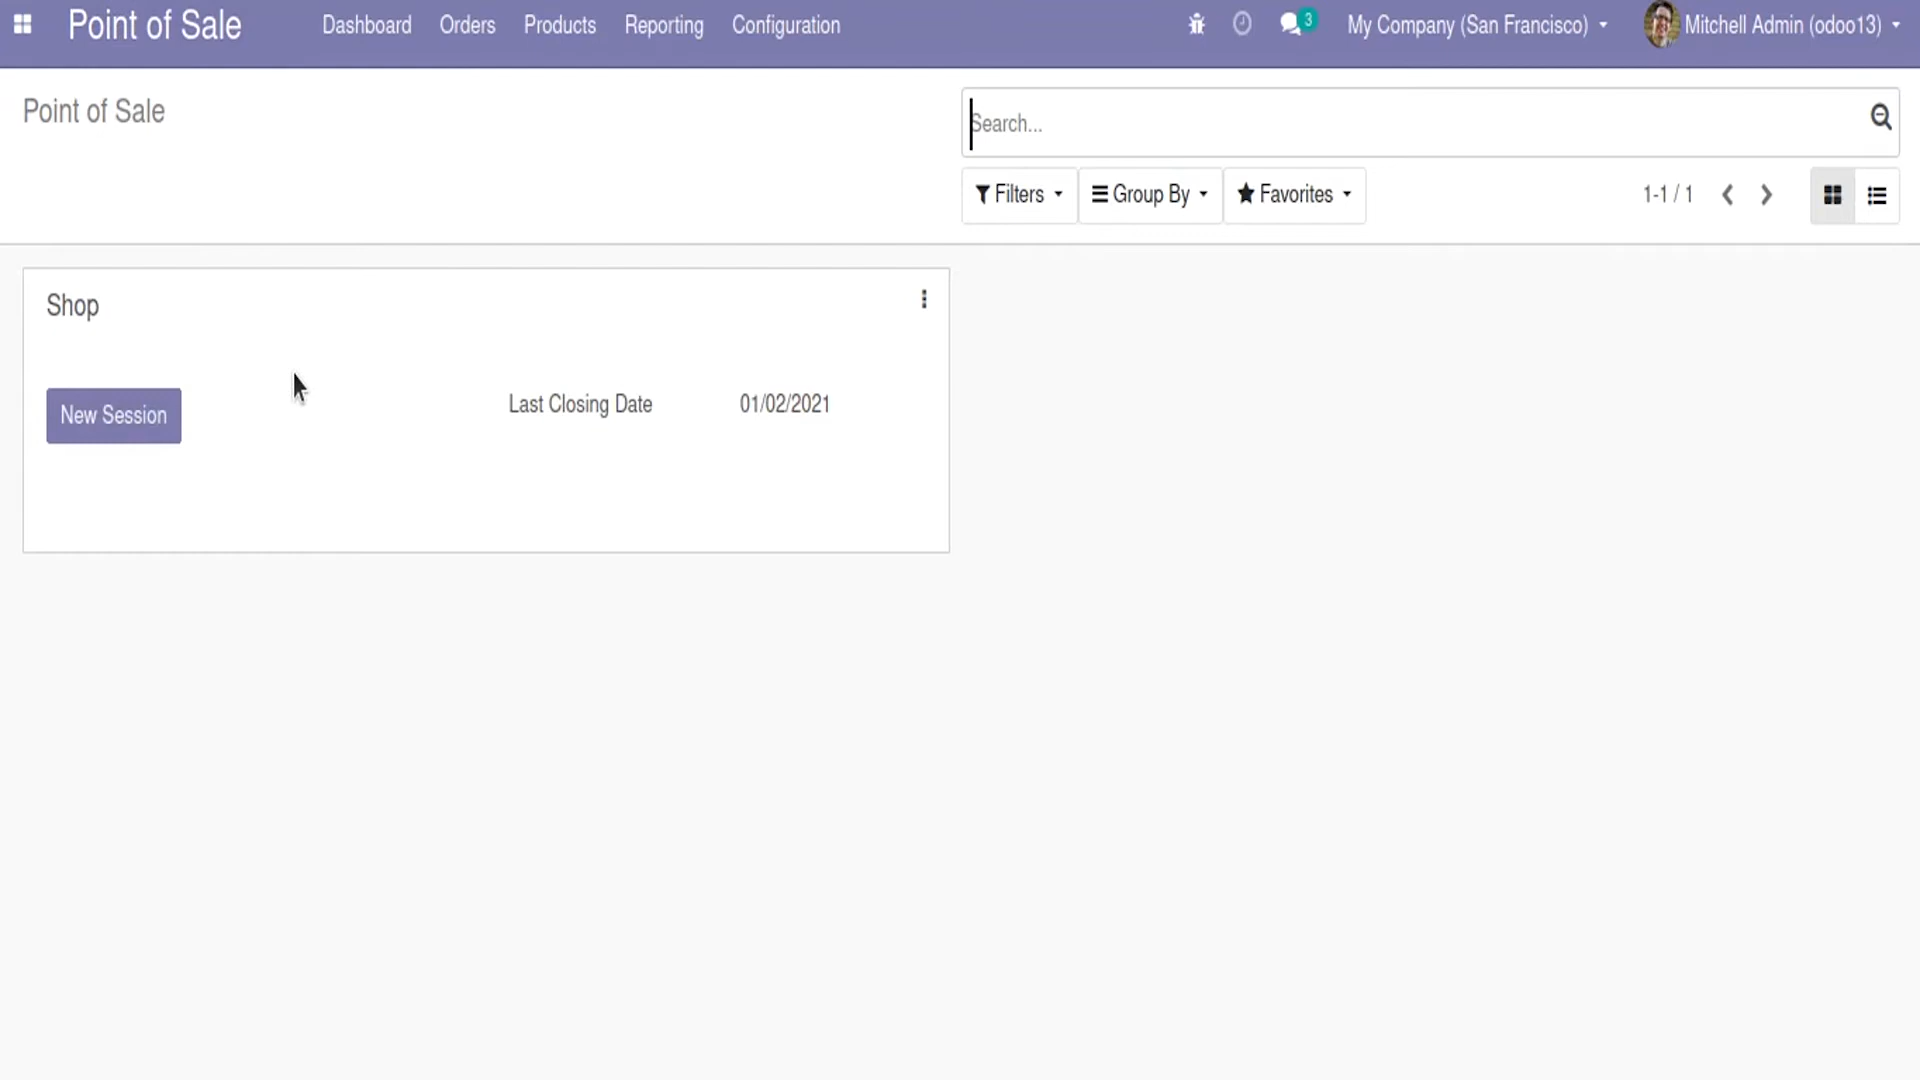 Point of Sale Dashboard Orders Products Reporting Configuration 3 My Company (San Francisco) Mitchell Admin (odoo13)
Point of Sale
Search...
Filters Group By Favorites 1-1 / 1
Shop
New Session Last Closing Date 01/02/2021